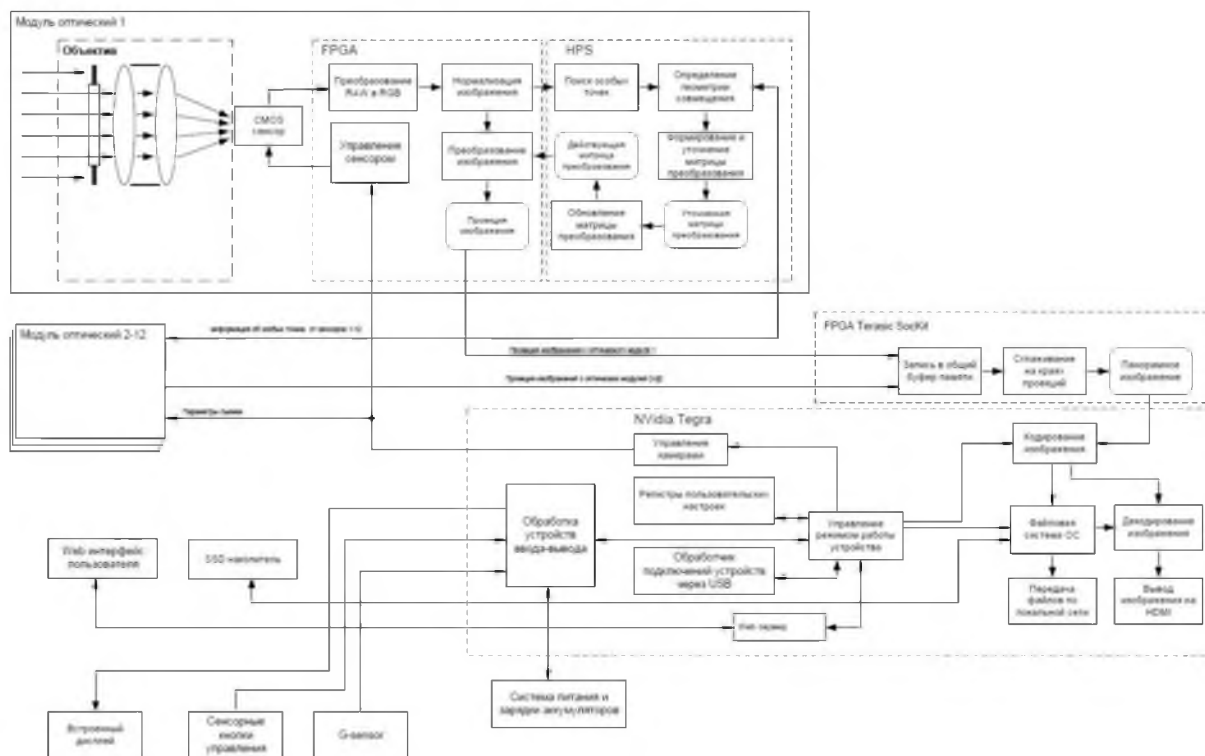 Модуль оптический 1
Объектив
FPGA
HPS
CMOS
сенсор
Преобразование
RAW в RGB
Нормализация
изображения
Поиск особых
точек
Определение
геометрии
совмещения
Управление
сенсором
Преобразование
изображения
Действующая
матрица
преобразования
Формирование и
уточнение
матрицы
преобразования
Проекция
изображения
Обновление
матрицы
преобразования
Уточненная
матрица
преобразования
Модуль оптический 2-12
Параметры съемки
FPGA Terasic SocKit
Запись в общий
буфер памяти
Сглаживание
на краях
проекций
Панорамное
изображение
NVidia Tegra
Управление
камерами
Кодирование
изображения
Регистры пользовательских
настроек
Обработка
устройств
ввода-вывода
Управление
режимом работы
устройства
Файловая
система ОС
Декодирование
изображения
Web интерфейс
пользователя
SSD накопитель
Обработчик
подключений устройств
через USB
Передача
файлов по
локальной сети
Вывод
изображения на
HDMI
Web сервер
Система питания и
зарядки аккумуляторов
Встроенный
дисплей
Сенсорные
кнопки
управления
G-sensor